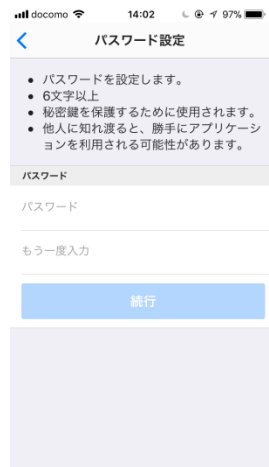 docomo 14:02 97%
パスワード設定
• パスワードを設定します。
• 6文字以上
• 秘密鍵を保護するために使用されます。
• 他人に知れ渡ると、勝手にアプリケーシ
ョンを利用される可能性があります。
パスワード
パスワード
もう一度入力
続行